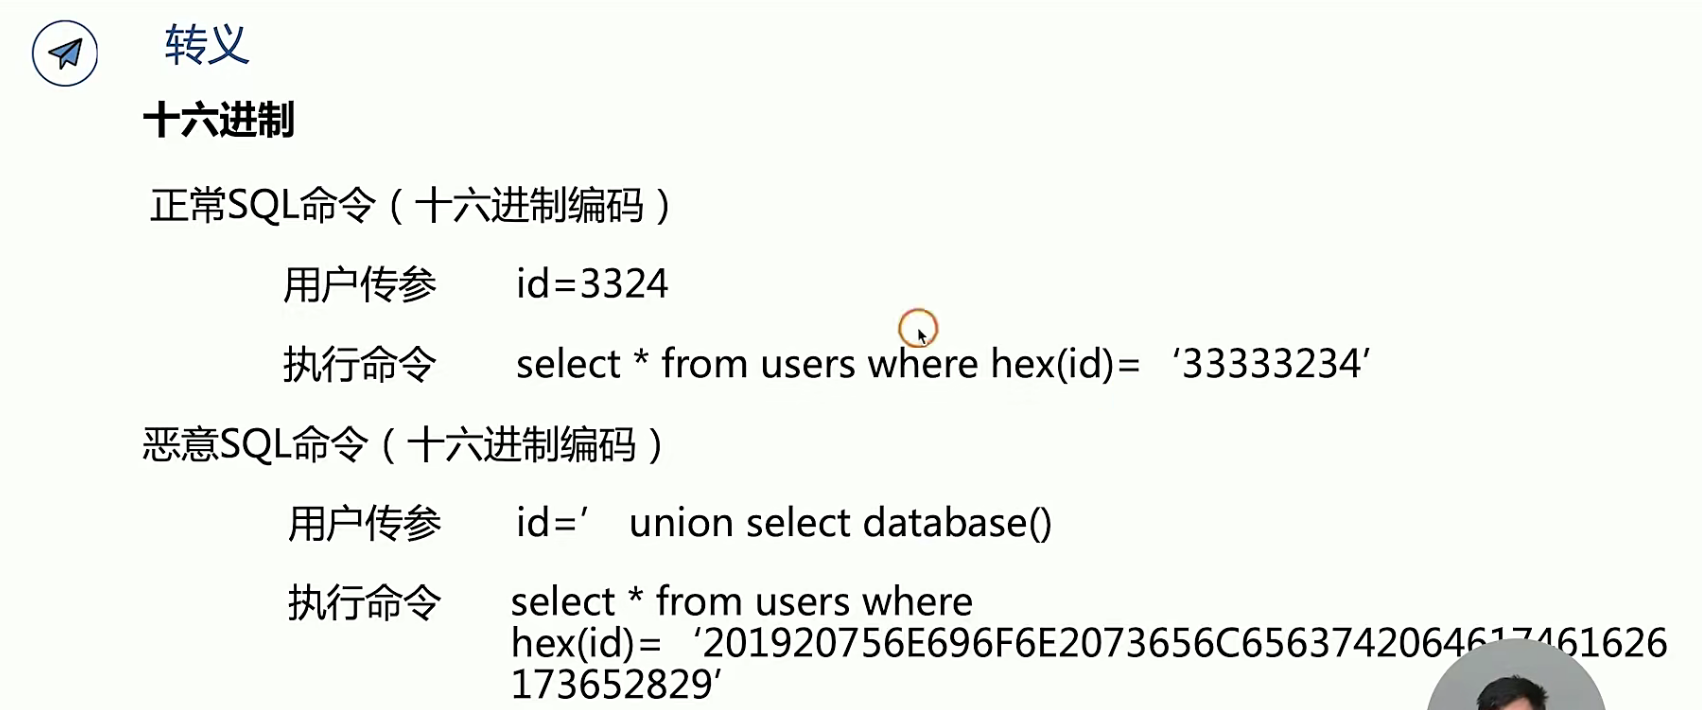 转义
十六进制
正常SQL命令（十六进制编码）
用户传参 id=3324
执行命令 select * from users where hex(id)= ‘33333234’
恶意SQL命令（十六进制编码）
用户传参 id=’ union select database()
执行命令 select * from users where
hex(id)= ‘201920756E696F6E2073656C6563742064617461626
173652829’